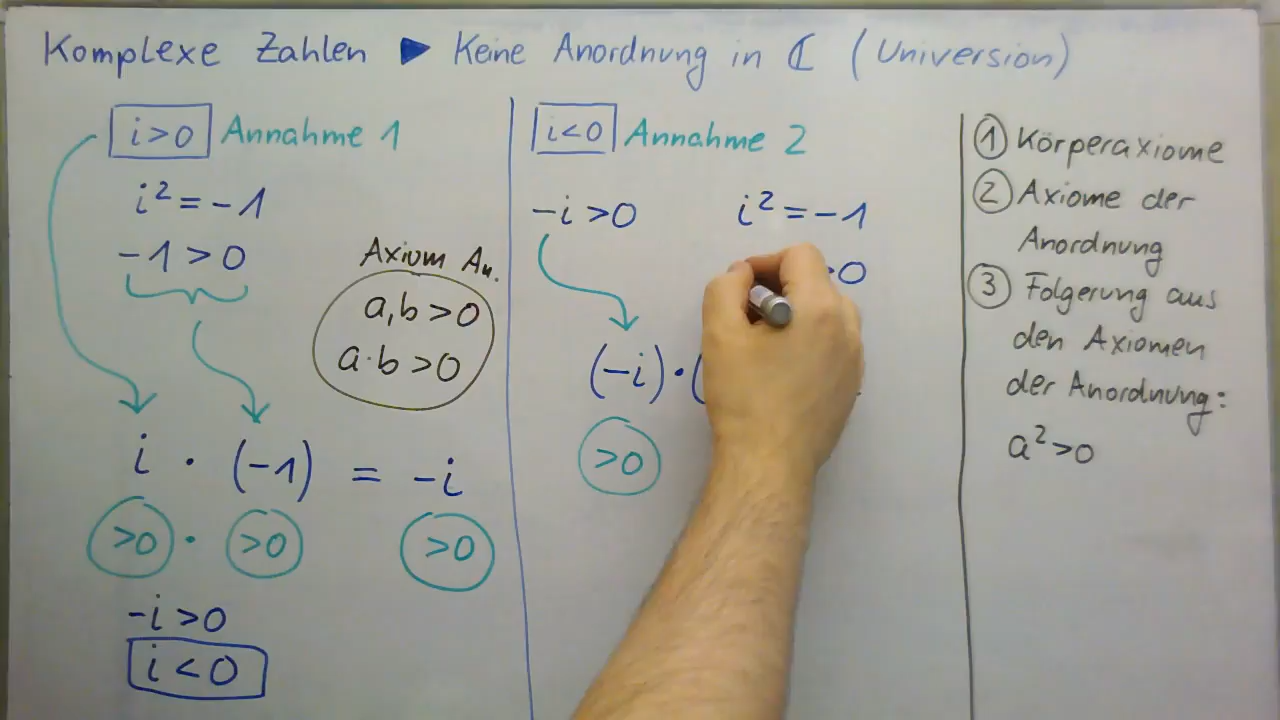 Komplexe Zahlen ▶ Keine Anordnung in ℂ (Universion)
i>0 Annahme 1
i² = -1
-1 > 0
Axium An.
a,b > 0
a·b > 0
i · (-1) = -i
>0 · >0 >0
-i > 0
i < 0
i<0 Annahme 2
-i > 0 i² = -1
>0
(-i) · (
>0
① Körperaxiome
② Axiome der
Anordnung
③ Folgerung aus
den Axiomen
der Anordnung:
a² > 0